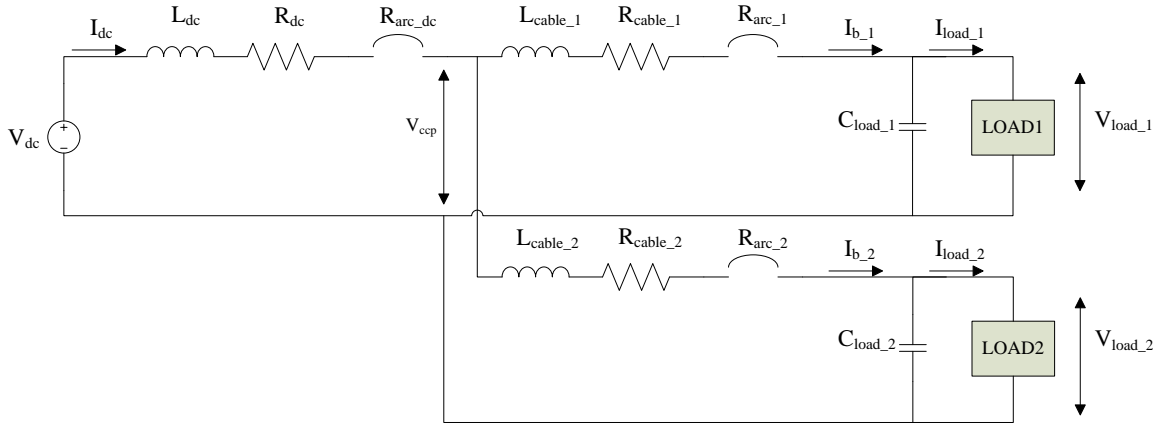 I_dc
L_dc
R_dc
R_arc_dc
L_cable_1
R_cable_1
R_arc_1
I_b_1
I_load_1
V_dc
+
−
V_ccp
C_load_1
LOAD1
V_load_1
L_cable_2
R_cable_2
R_arc_2
I_b_2
I_load_2
C_load_2
LOAD2
V_load_2